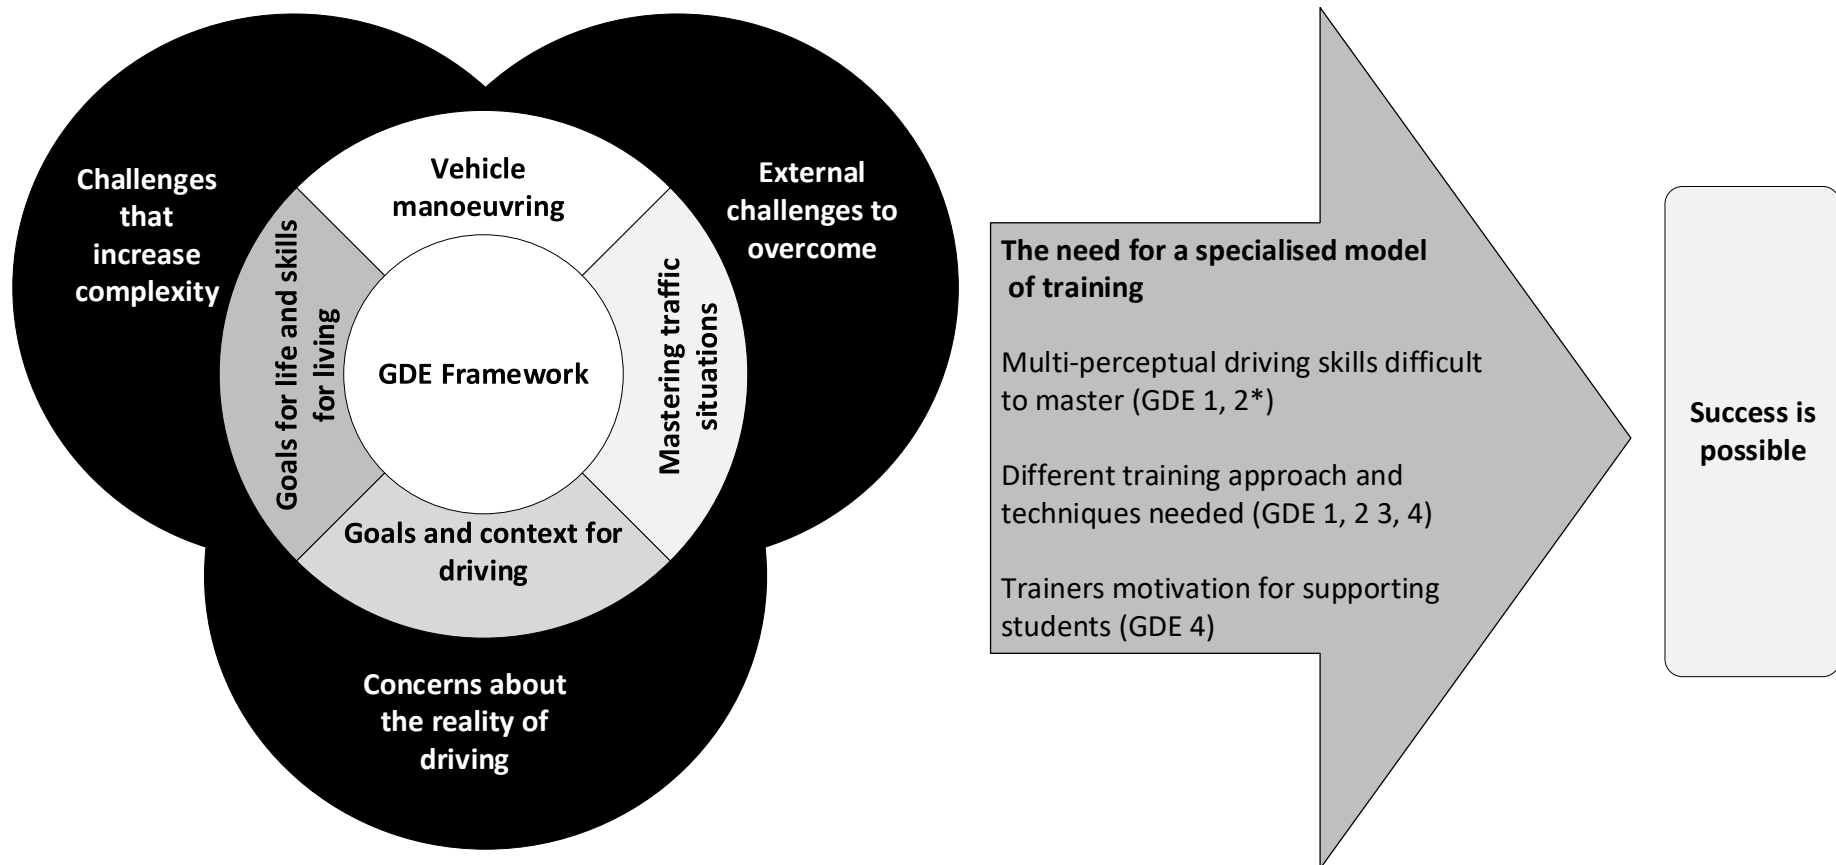 Challenges
that
increase
complexity
Vehicle
manoeuvring
External
challenges to
overcome
Goals for life and skills
for living
GDE Framework
Mastering traffic
situations
Goals and context for
driving
Concerns about
the reality of
driving
The need for a specialised model
of training
Multi-perceptual driving skills difficult
to master (GDE 1, 2*)
Different training approach and
techniques needed (GDE 1, 2 3, 4)
Trainers motivation for supporting
students (GDE 4)
Success is
possible